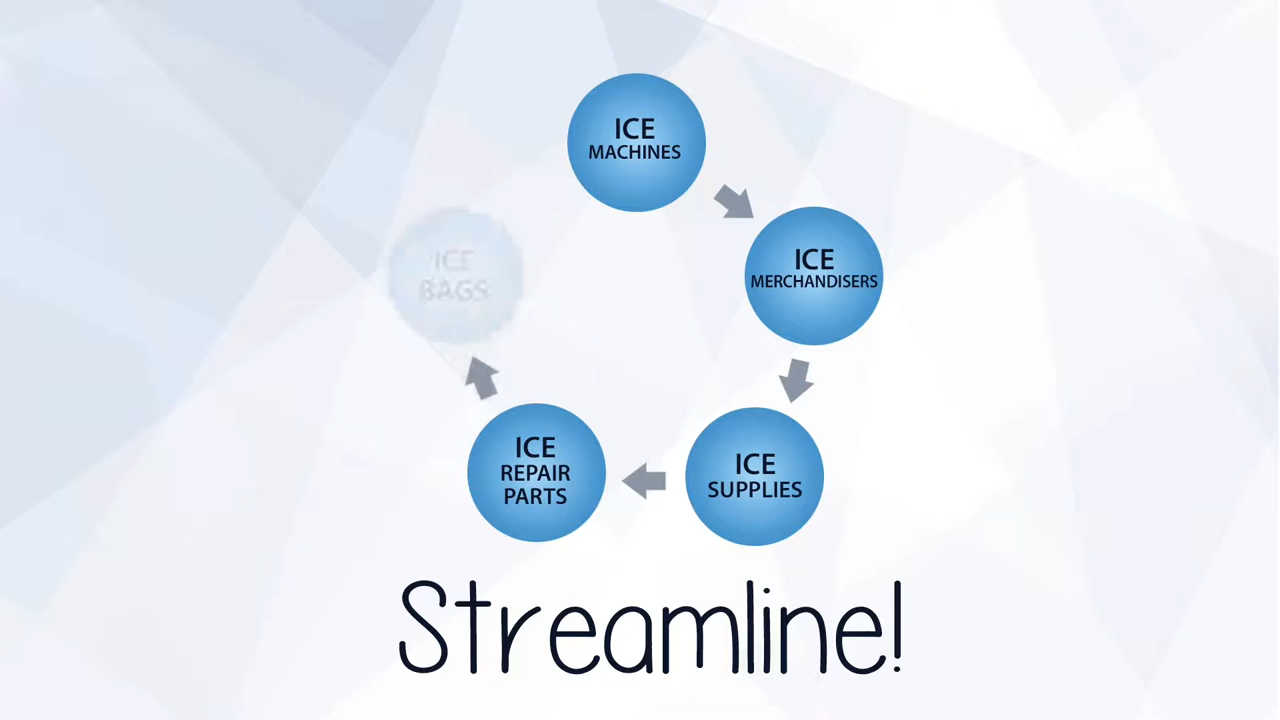 ICE
MACHINES
ICE
MERCHANDISERS
ICE
SUPPLIES
ICE
REPAIR
PARTS
ICE
BAGS
Streamline!